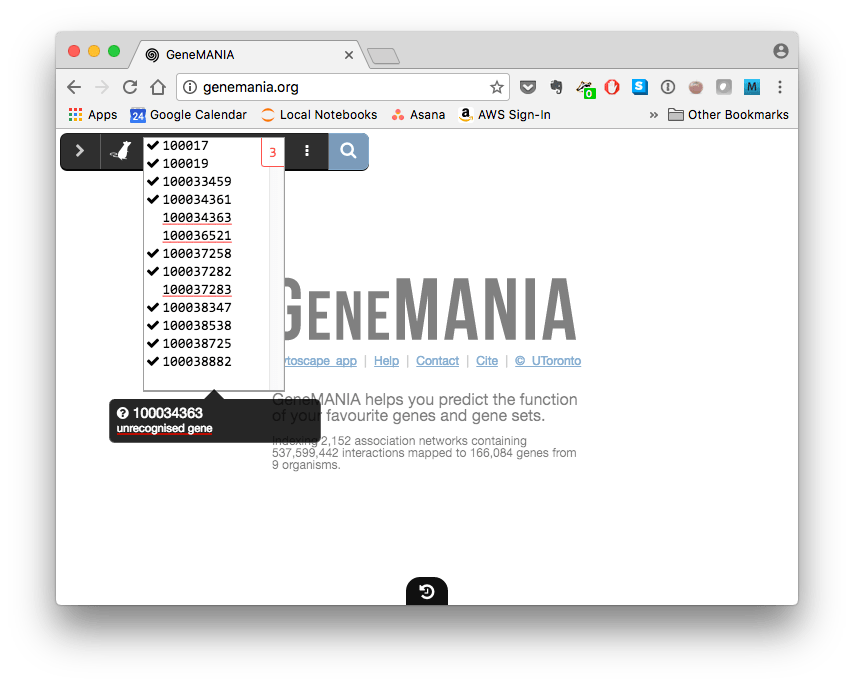 GeneMANIA
genemania.org
0
S
M
Apps
24
Google Calendar
Local Notebooks
Asana
a
AWS Sign-In
»
Other Bookmarks
100017
100019
100033459
100034361
100034363
100036521
100037258
100037282
100037283
100038347
100038538
100038725
100038882
3
GENEMANIA
ytoscape app | Help | Contact | Cite | © UToronto
GeneMANIA helps you predict the function
of your favourite genes and gene sets.
Indexing 2,152 association networks containing
537,599,442 interactions mapped to 166,084 genes from
9 organisms.
100034363
unrecognised gene